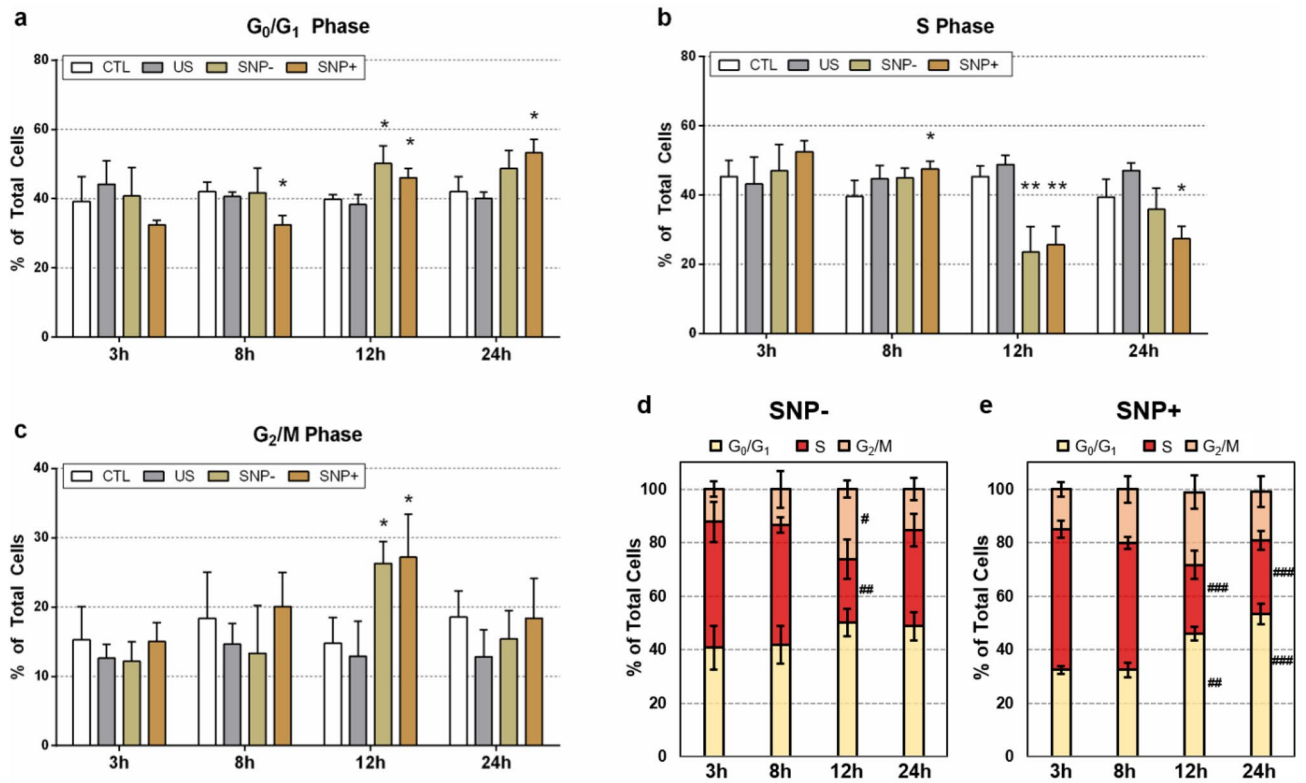 a
G₀/G₁ Phase
CTL US SNP- SNP+
% of Total Cells
80
60
40
20
0
* * * *
3h 8h 12h 24h
b
S Phase
CTL US SNP- SNP+
% of Total Cells
80
60
40
20
0
* ** ** *
3h 8h 12h 24h
c
G₂/M Phase
CTL US SNP- SNP+
% of Total Cells
40
30
20
10
0
* *
3h 8h 12h 24h
d
SNP-
G₀/G₁ S G₂/M
% of Total Cells
100
80
60
40
20
0
#
##
3h 8h 12h 24h
e
SNP+
G₀/G₁ S G₂/M
% of Total Cells
100
80
60
40
20
0
### ###
## ###
3h 8h 12h 24h